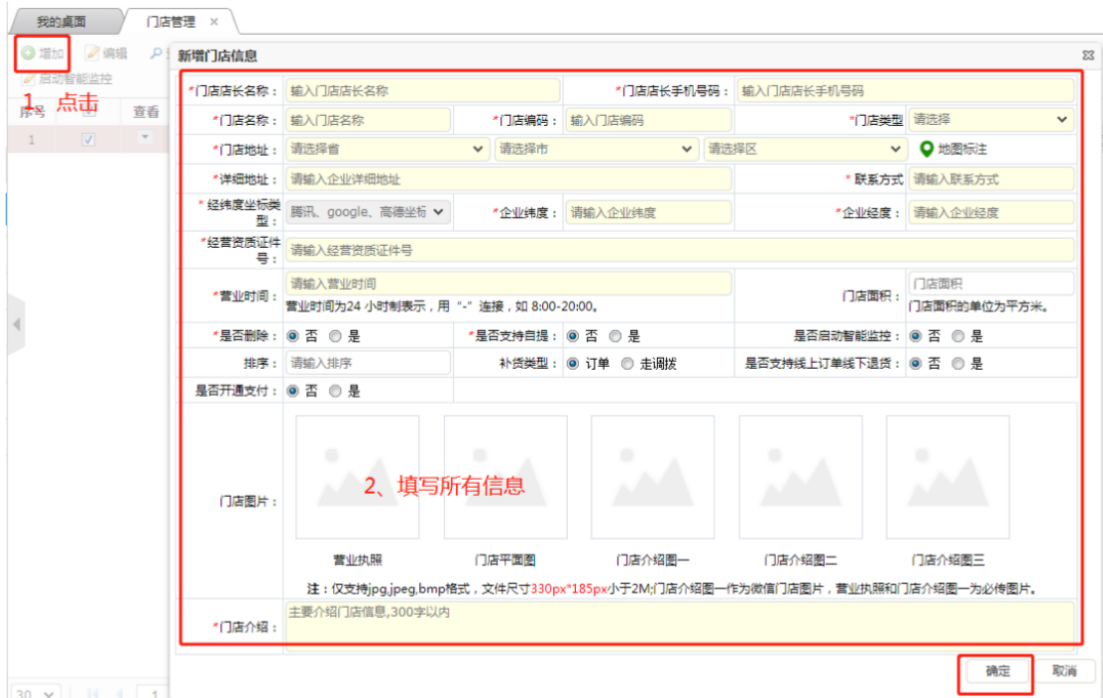 我的桌面 门店管理 ×
增加 编辑
新增门店信息
启动智能监控
1、点击
序号 查看
1
*门店店长名称： 输入门店店长名称 *门店店长手机号码： 输入门店店长手机号码
*门店名称： 输入门店名称 *门店编码： 输入门店编码 *门店类型 请选择
*门店地址： 请选择省 请选择市 请选择区 地图标注
*详细地址： 请输入企业详细地址 * 联系方式 请输入联系方式
* 经纬度坐标类型： 腾讯、google、高德坐标 *企业纬度： 请输入企业纬度 *企业经度： 请输入企业经度
*经营资质证件号： 请输入经营资质证件号
*营业时间： 请输入营业时间 门店面积： 门店面积
营业时间为24 小时制表示，用“-”连接，如 8:00-20:00。 门店面积的单位为平方米。
*是否删除： 否 是 *是否支持自提： 否 是 是否启动智能监控： 否 是
排序： 请输入排序 补货类型： 订单 走调拨 是否支持线上订单线下退货： 否 是
是否开通支付： 否 是
2、填写所有信息
门店图片：
营业执照 门店平面图 门店介绍图一 门店介绍图二 门店介绍图三
注：仅支持jpg,jpeg,bmp格式，文件尺寸330px*185px小于2M;门店介绍图一作为微信门店图片，营业执照和门店介绍图一为必传图片。
*门店介绍： 主要介绍门店信息,300字以内
确定 取消
30 1